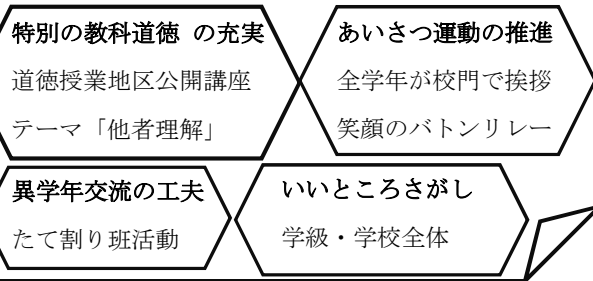 特別の教科道徳 の充実
道徳授業地区公開講座
テーマ「他者理解」
あいさつ運動の推進
全学年が校門で挨拶
笑顔のバトンリレー
異学年交流の工夫
たて割り班活動
いいところさがし
学級・学校全体